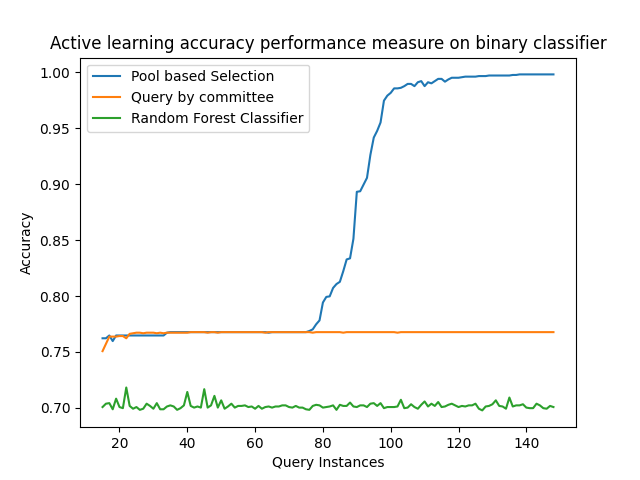 Active learning accuracy performance measure on binary classifier
Pool based Selection
Query by committee
Random Forest Classifier
1.00
0.95
0.90
0.85
0.80
0.75
0.70
Accuracy
20 40 60 80 100 120 140
Query Instances